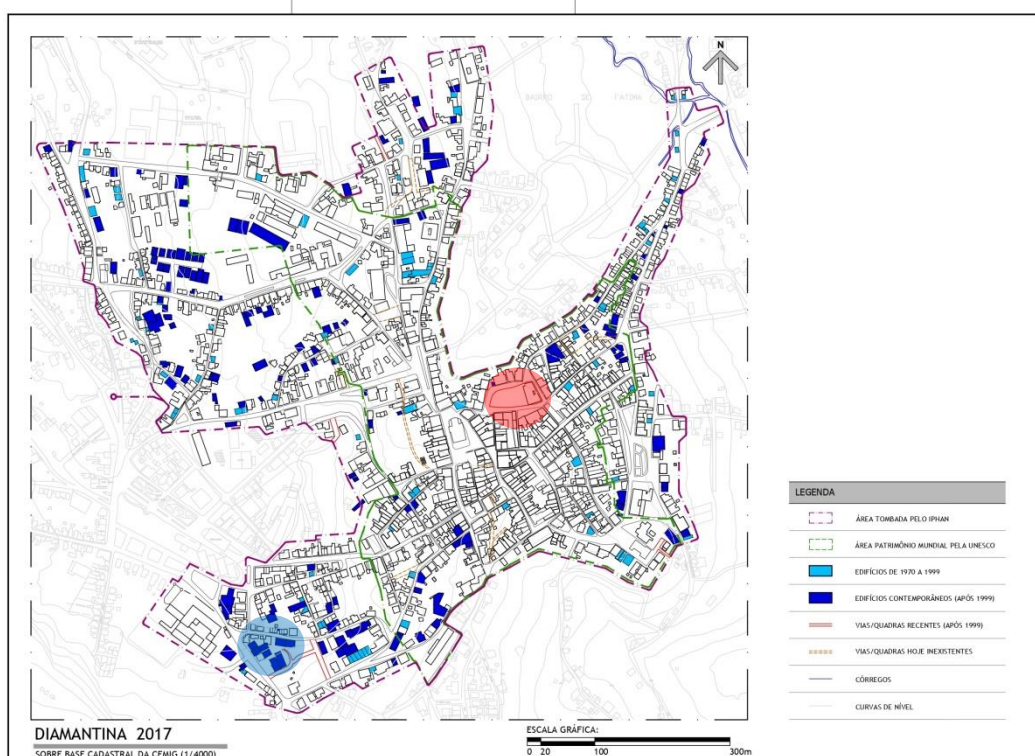 N
BAIRRO DE FÁTIMA
LEGENDA
ÁREA TOMBADA PELO IPHAN
ÁREA PATRIMÔNIO MUNDIAL PELA UNESCO
EDIFÍCIOS DE 1970 A 1999
EDIFÍCIOS CONTEMPORÂNEOS (APÓS 1999)
VIAS/QUADRAS RECENTES (APÓS 1999)
VIAS/QUADRAS HOJE INEXISTENTES
CÓRREGOS
CURVAS DE NÍVEL
DIAMANTINA 2017
SOBRE BASE CADASTRAL DA CEMIG (1/4000)
ESCALA GRÁFICA:
0 20 100 300m